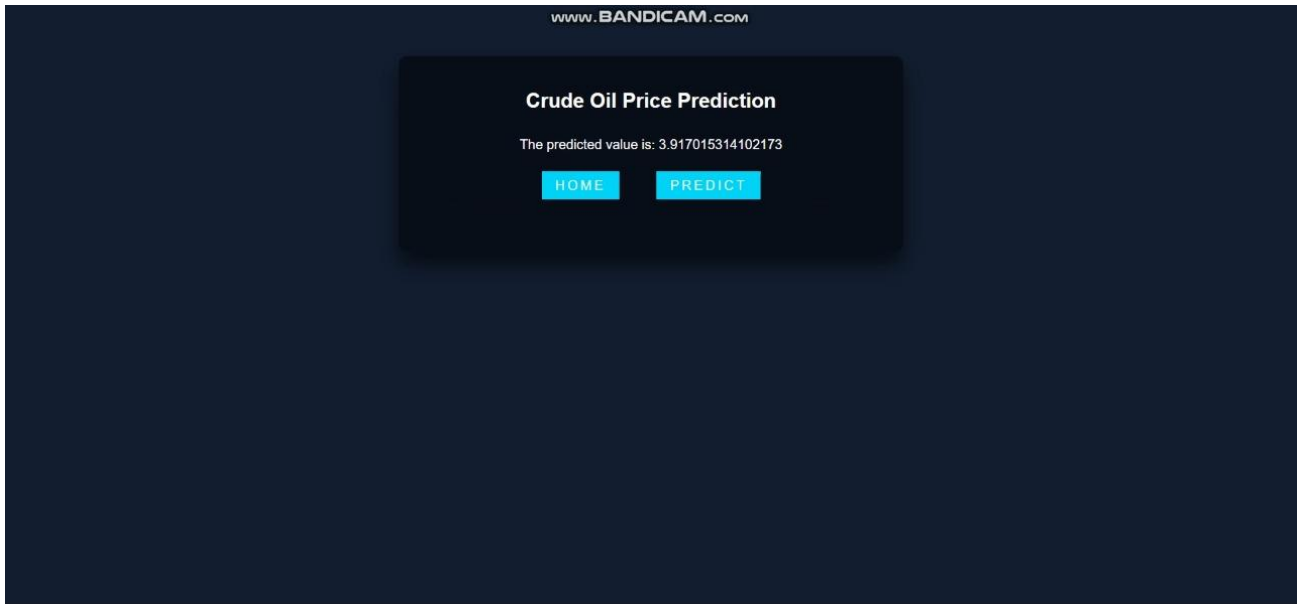 www.BANDICAM.com
Crude Oil Price Prediction
The predicted value is: 3.917015314102173
HOME PREDICT